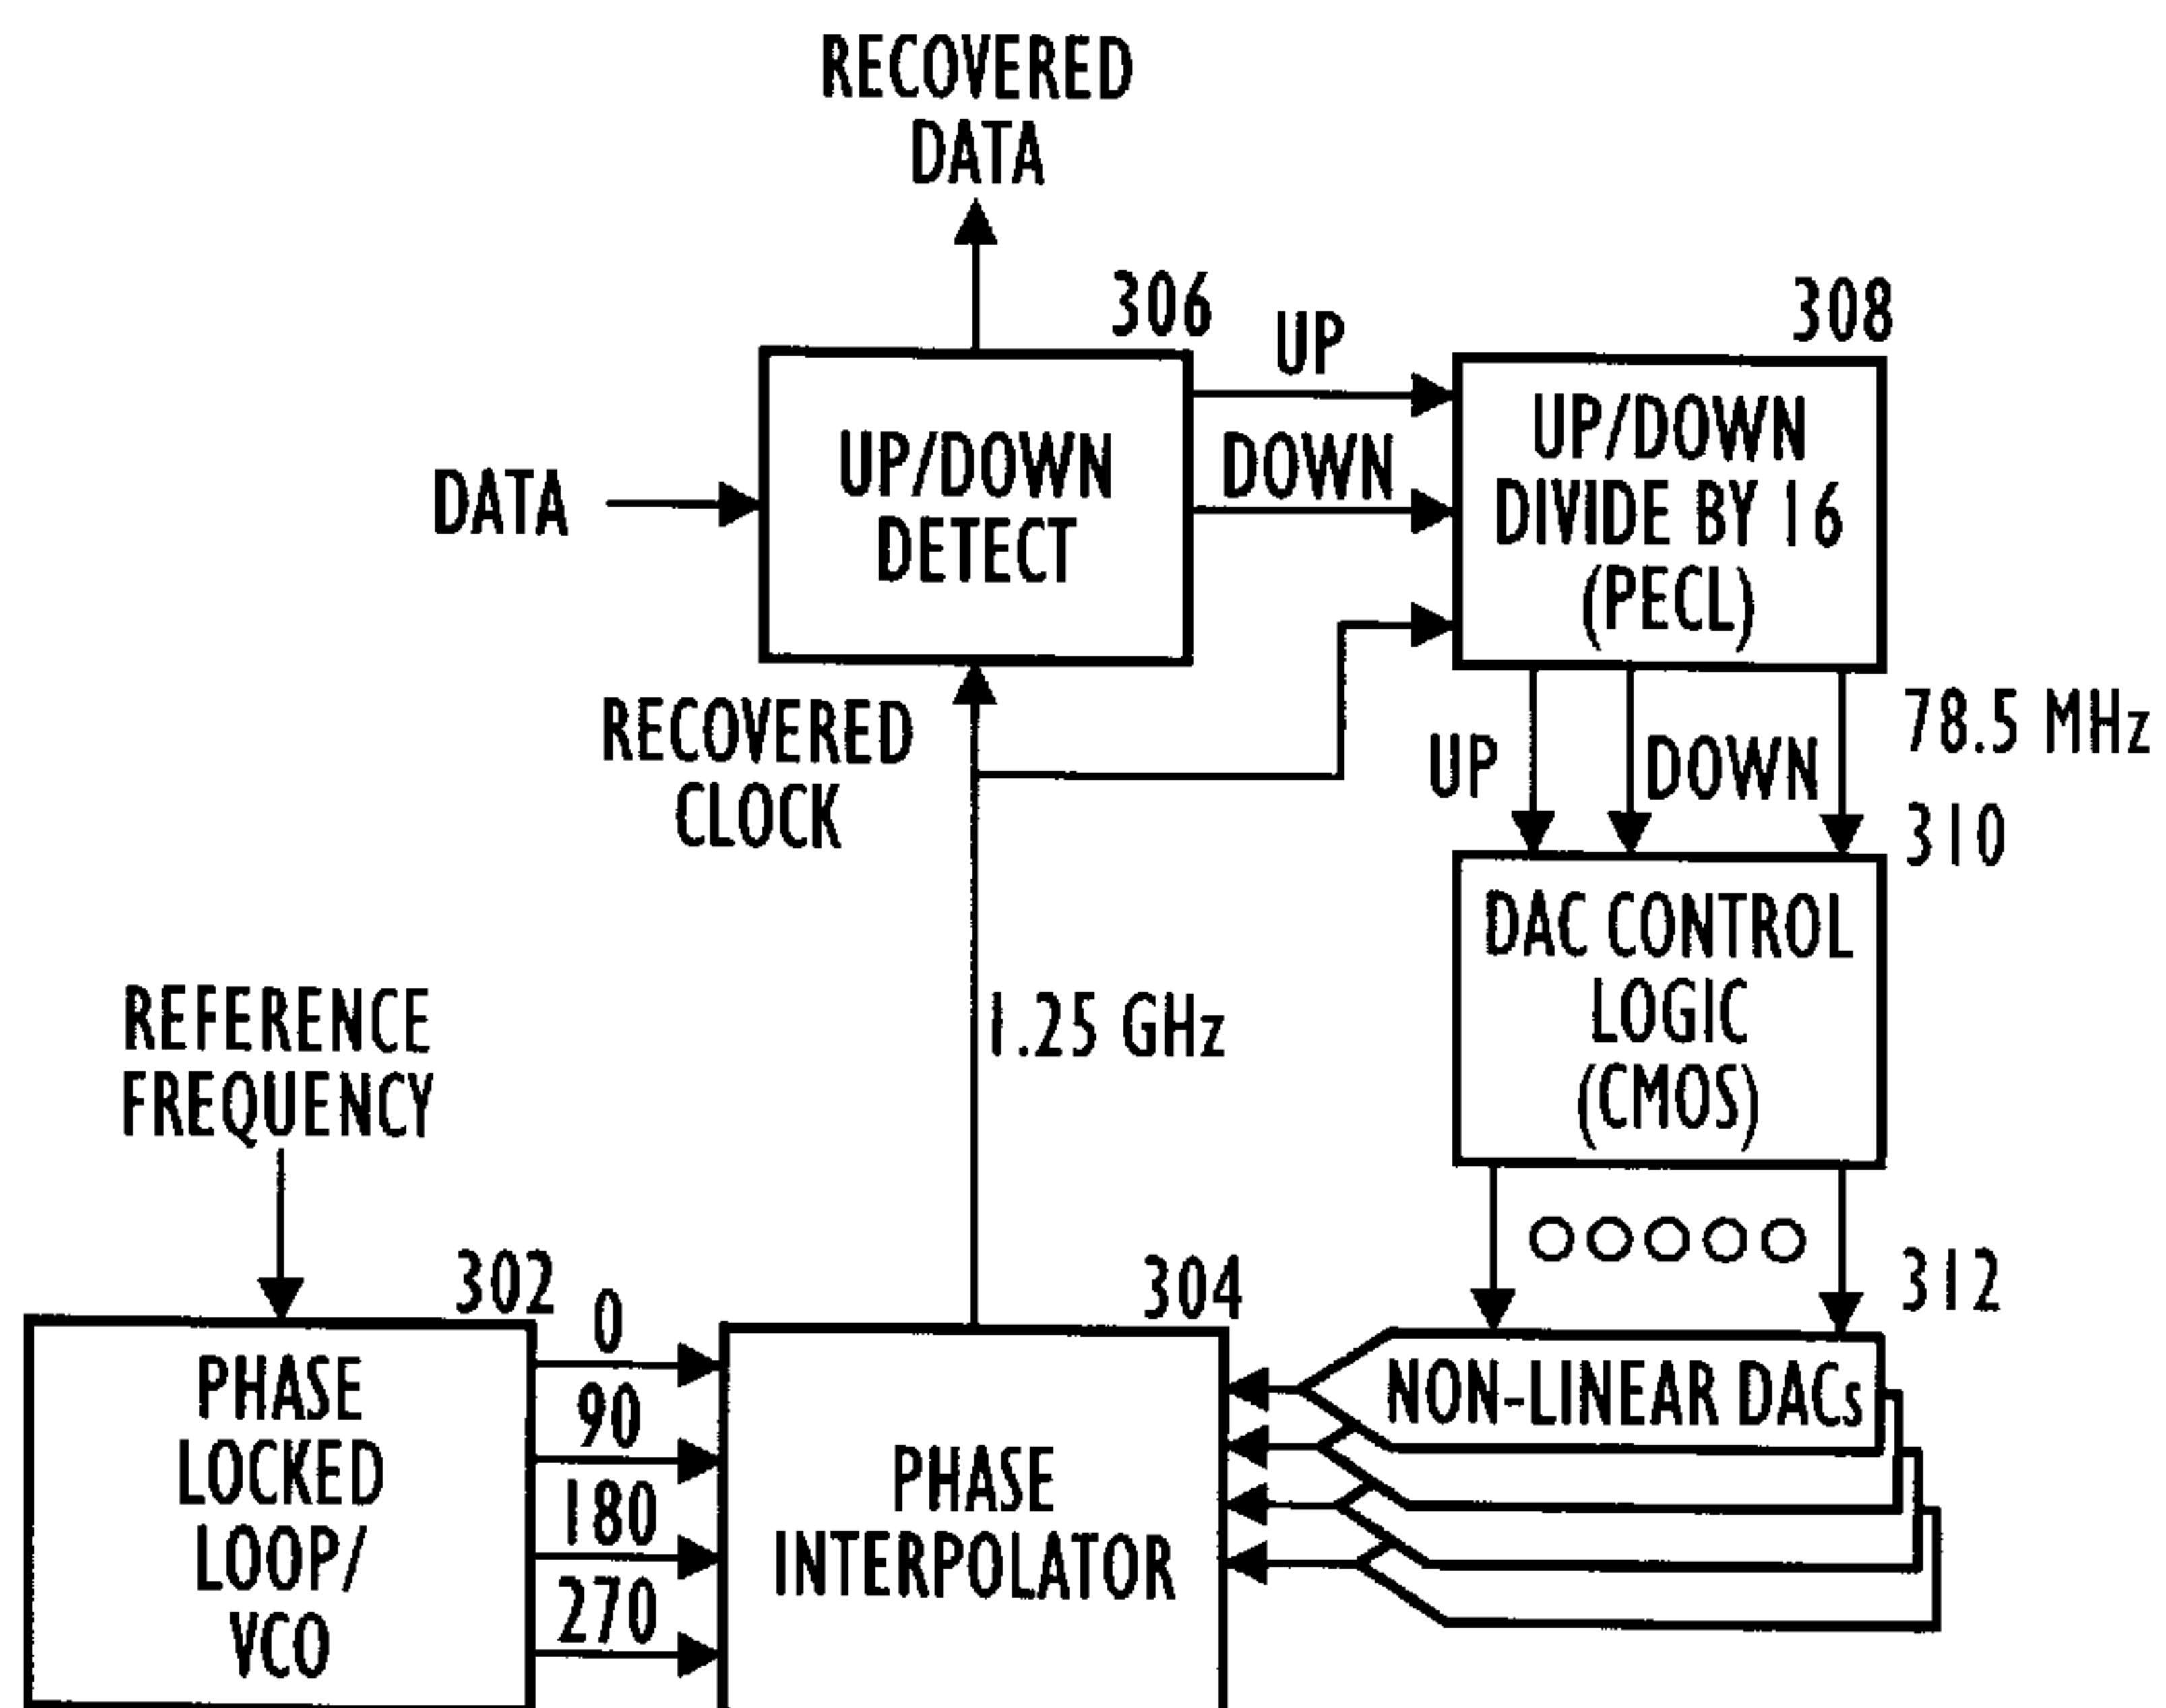 RECOVERED
DATA
306
UP
308
DATA
UP/DOWN
DETECT
DOWN
UP/DOWN
DIVIDE BY 16
(PECL)
RECOVERED
CLOCK
UP
DOWN
78.5 MHz
310
DAC CONTROL
LOGIC
(CMOS)
1.25 GHz
REFERENCE
FREQUENCY
302
0
90
180
270
304
312
PHASE
LOCKED
LOOP/
VCO
PHASE
INTERPOLATOR
NON-LINEAR DACs